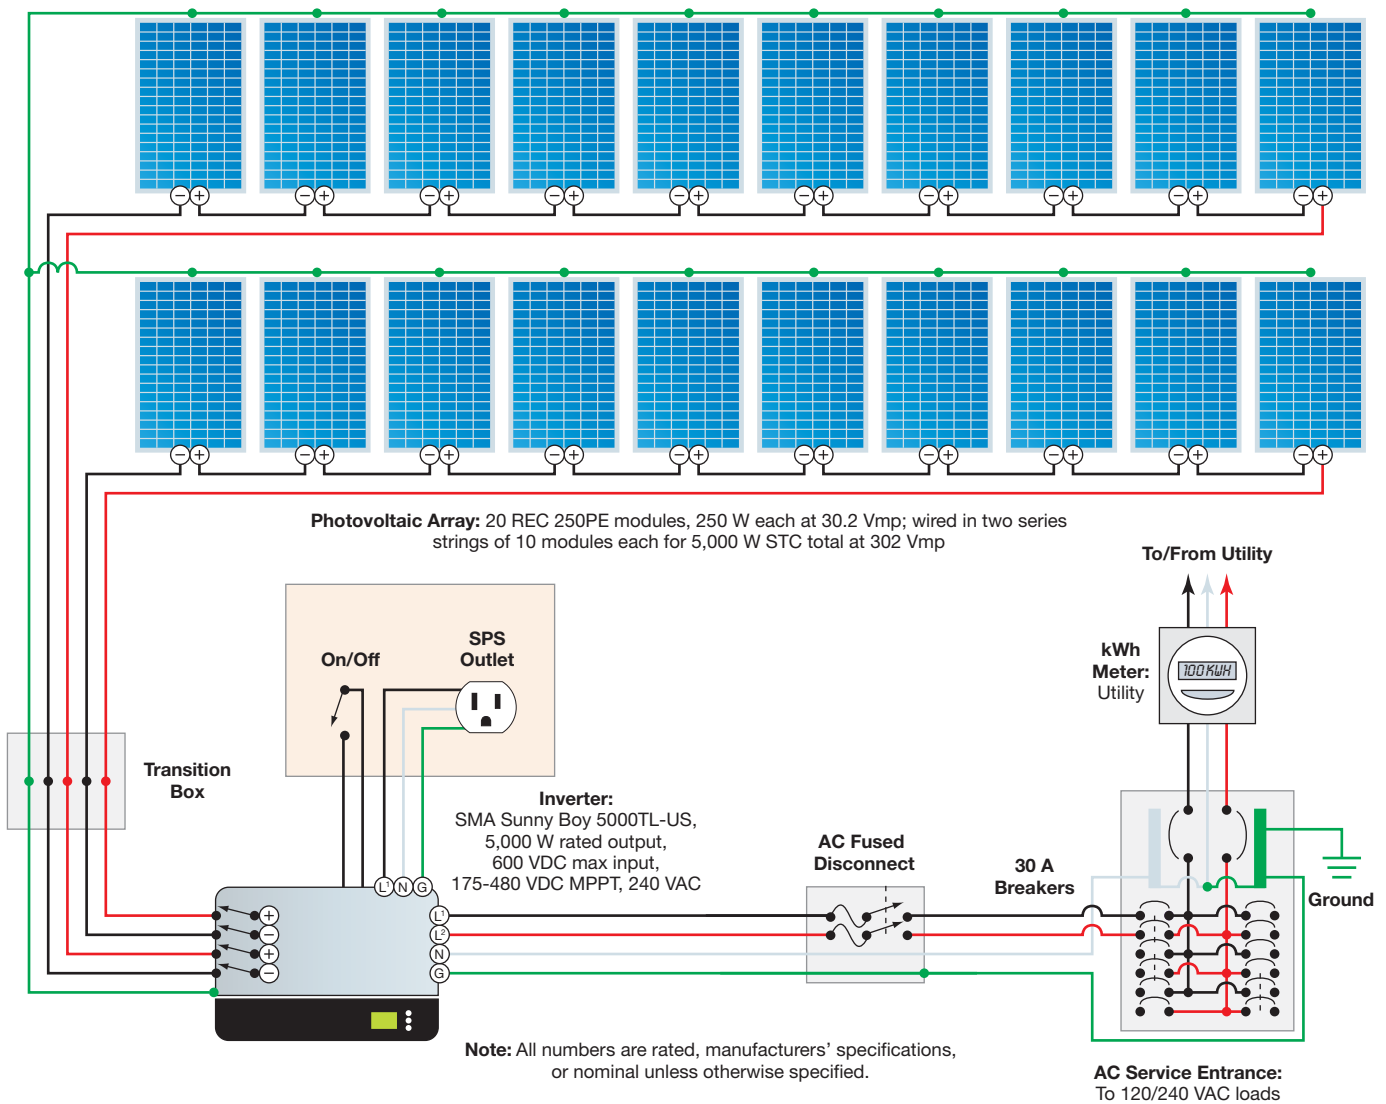 Photovoltaic Array: 20 REC 250PE modules, 250 W each at 30.2 Vmp; wired in two series
strings of 10 modules each for 5,000 W STC total at 302 Vmp
To/From Utility
kWh
Meter:
Utility
100 KWH
On/Off
SPS
Outlet
Transition
Box
Inverter:
SMA Sunny Boy 5000TL-US,
5,000 W rated output,
600 VDC max input,
175-480 VDC MPPT, 240 VAC
AC Fused
Disconnect
30 A
Breakers
Ground
L1 N G
L1
L2
N
G
Note: All numbers are rated, manufacturers’ specifications,
or nominal unless otherwise specified.
AC Service Entrance:
To 120/240 VAC loads